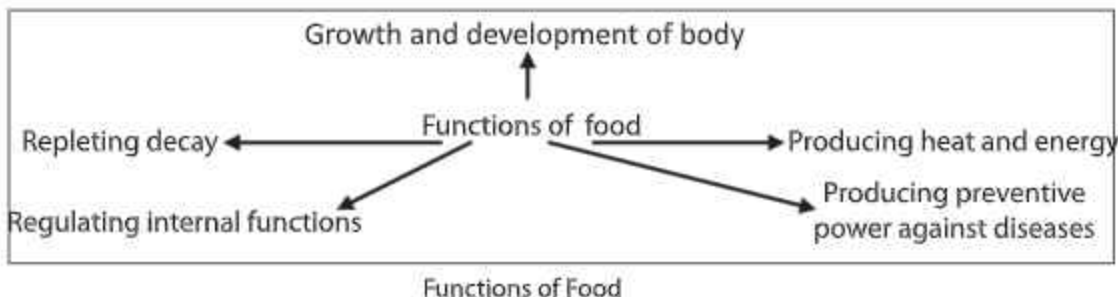 Growth and development of body
Functions of food
Repleting decay
Producing heat and energy
Regulating internal functions
Producing preventive
power against diseases
Functions of Food